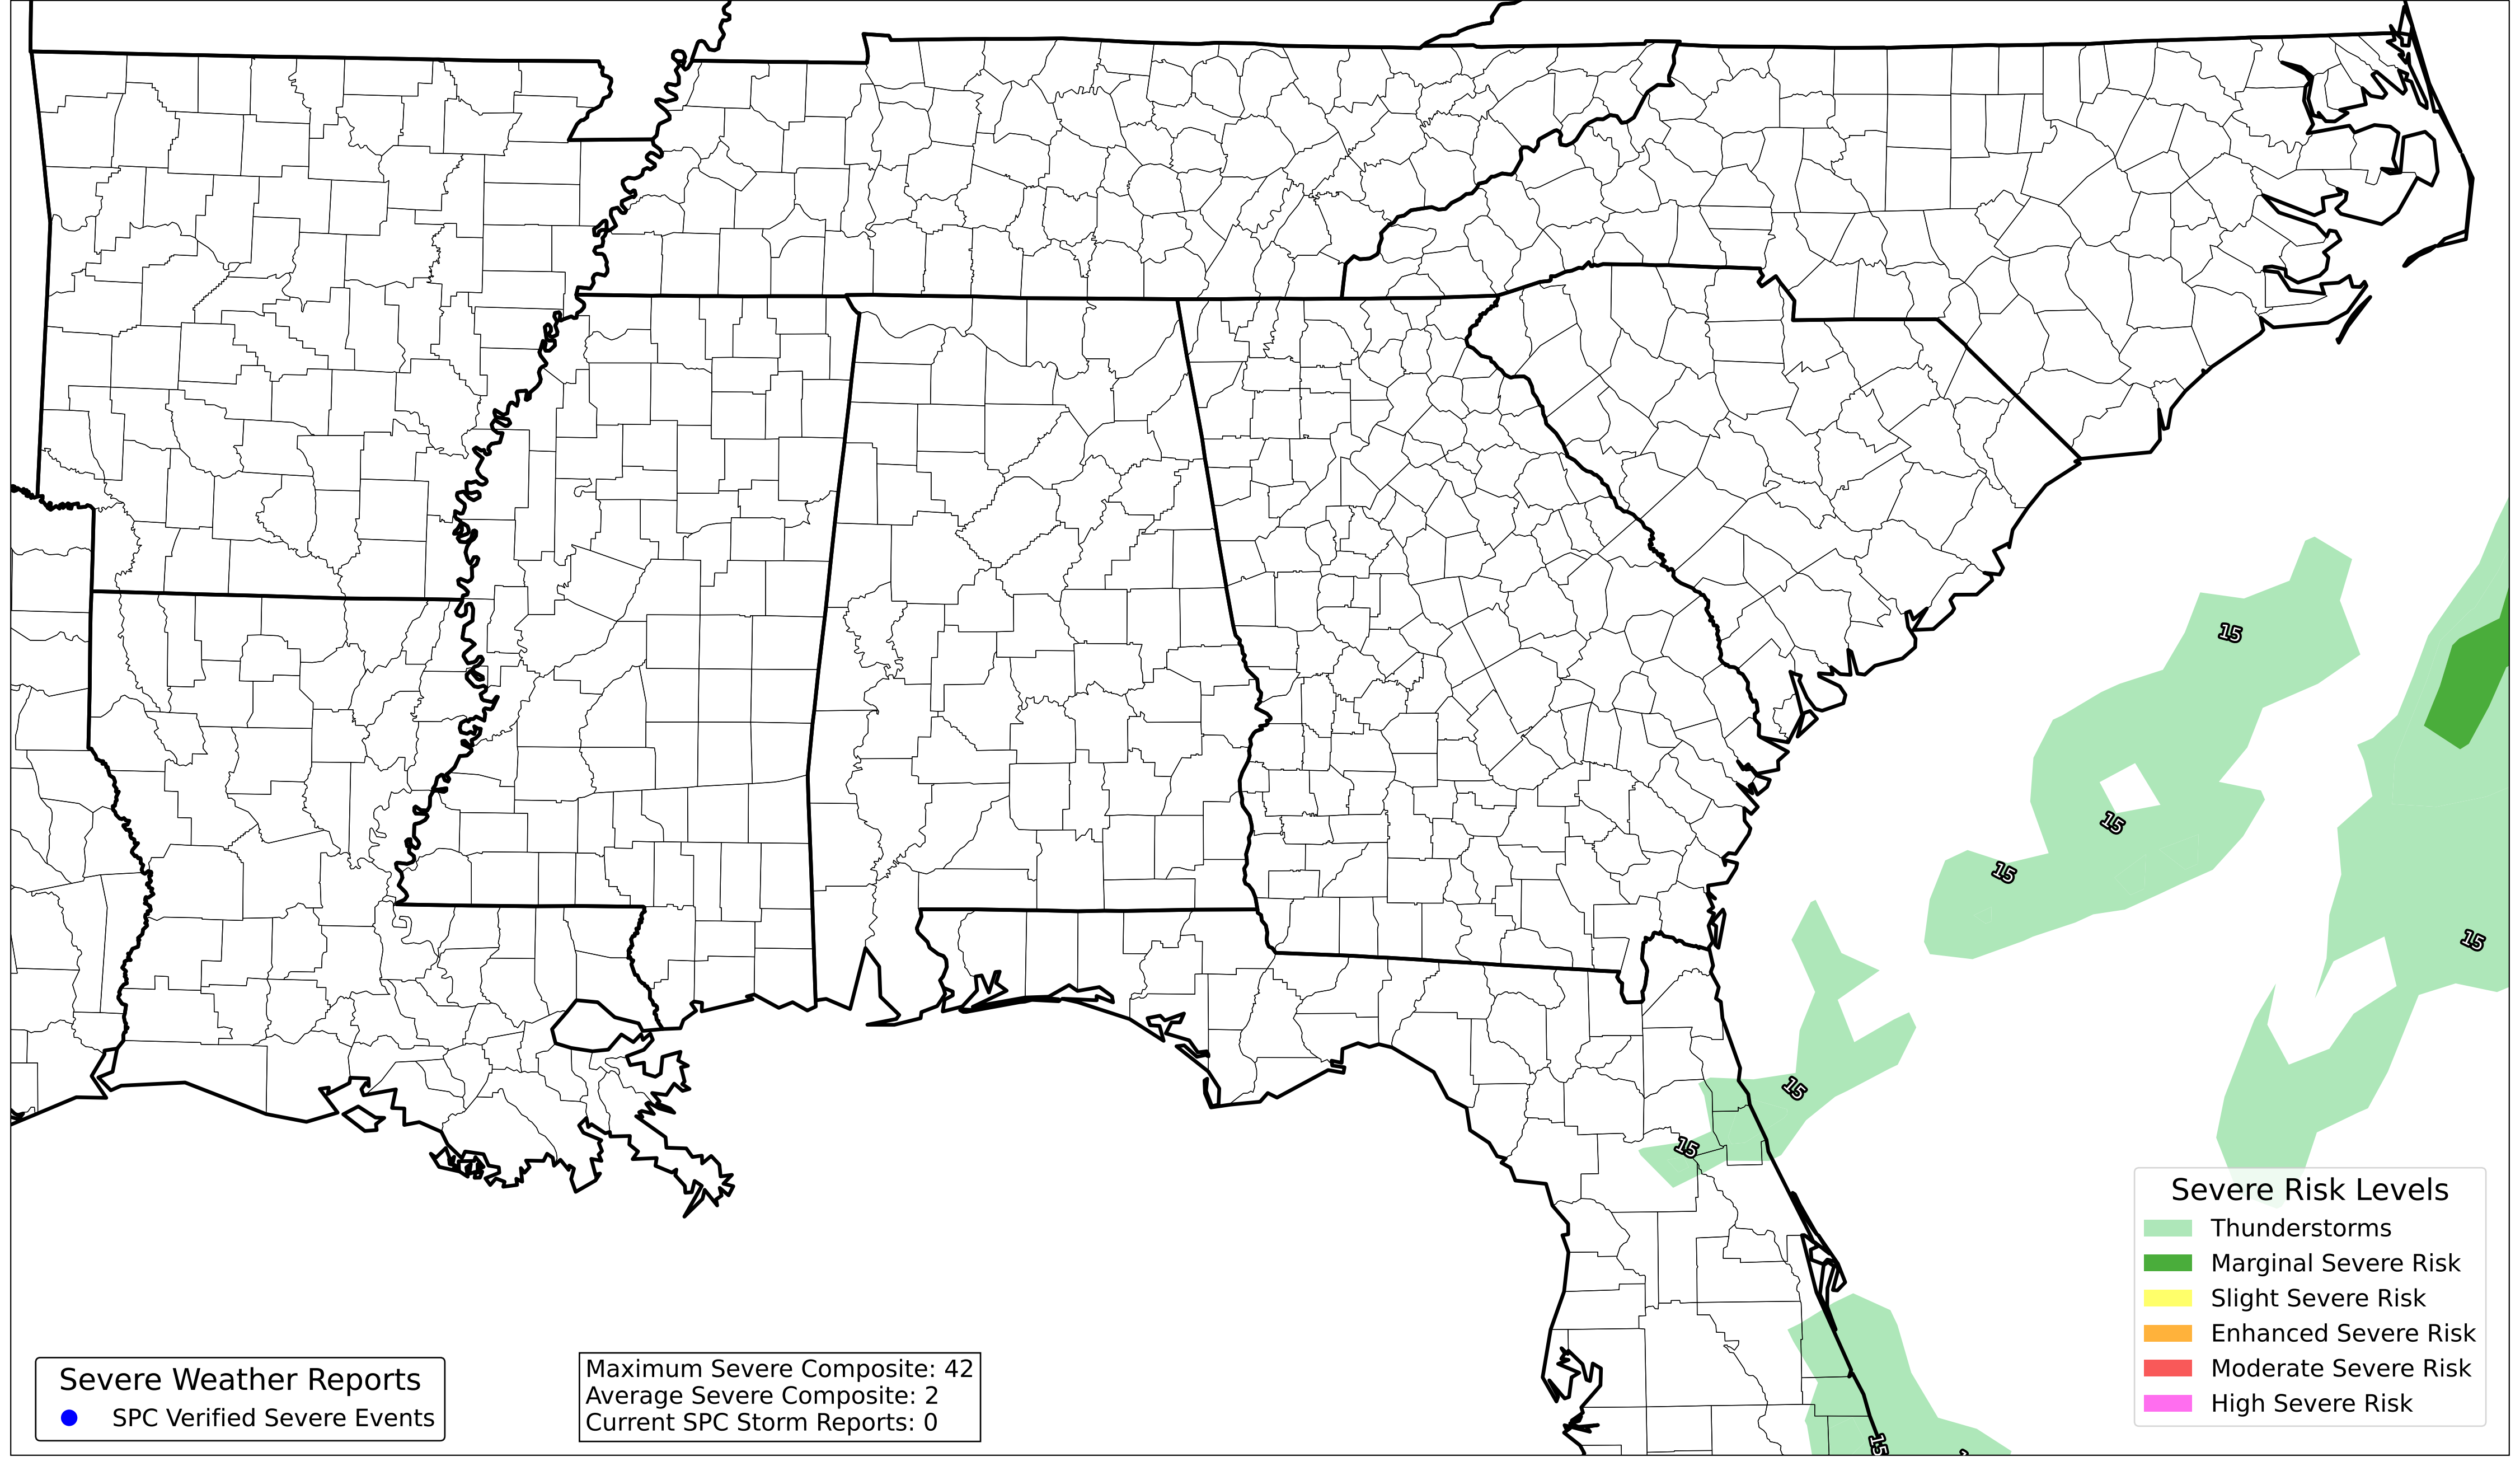 15
15
15
15
15
15
Severe Risk Levels
Thunderstorms
Marginal Severe Risk
Slight Severe Risk
Enhanced Severe Risk
Moderate Severe Risk
High Severe Risk
Severe Weather Reports
SPC Verified Severe Events
Maximum Severe Composite: 42
Average Severe Composite: 2
Current SPC Storm Reports: 0
15